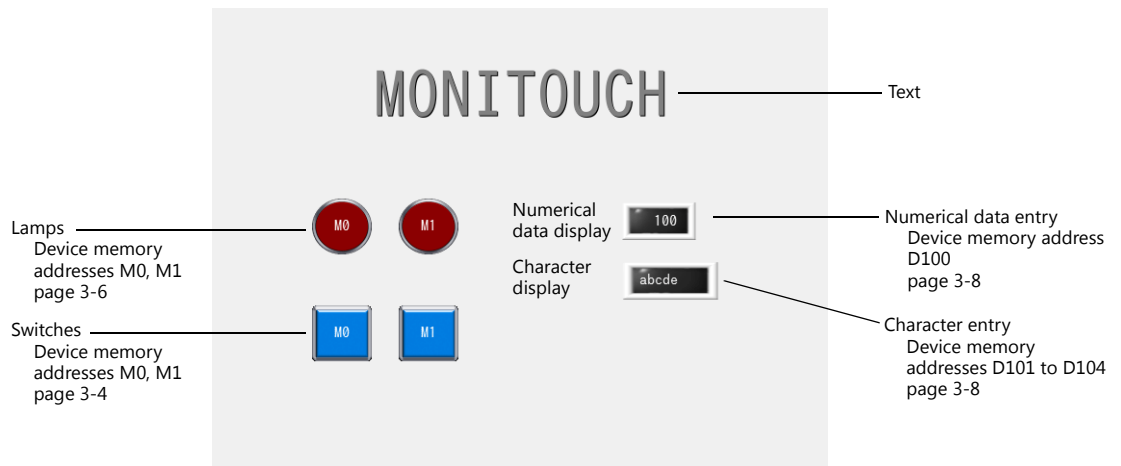 MONITOUCH
Text
Lamps
Device memory
addresses M0, M1
page 3-6
M0
M1
Numerical
data display
100
Numerical data entry
Device memory address
D100
page 3-8
Character
display
abcde
Switches
Device memory
addresses M0, M1
page 3-4
M0
M1
Character entry
Device memory
addresses D101 to D104
page 3-8